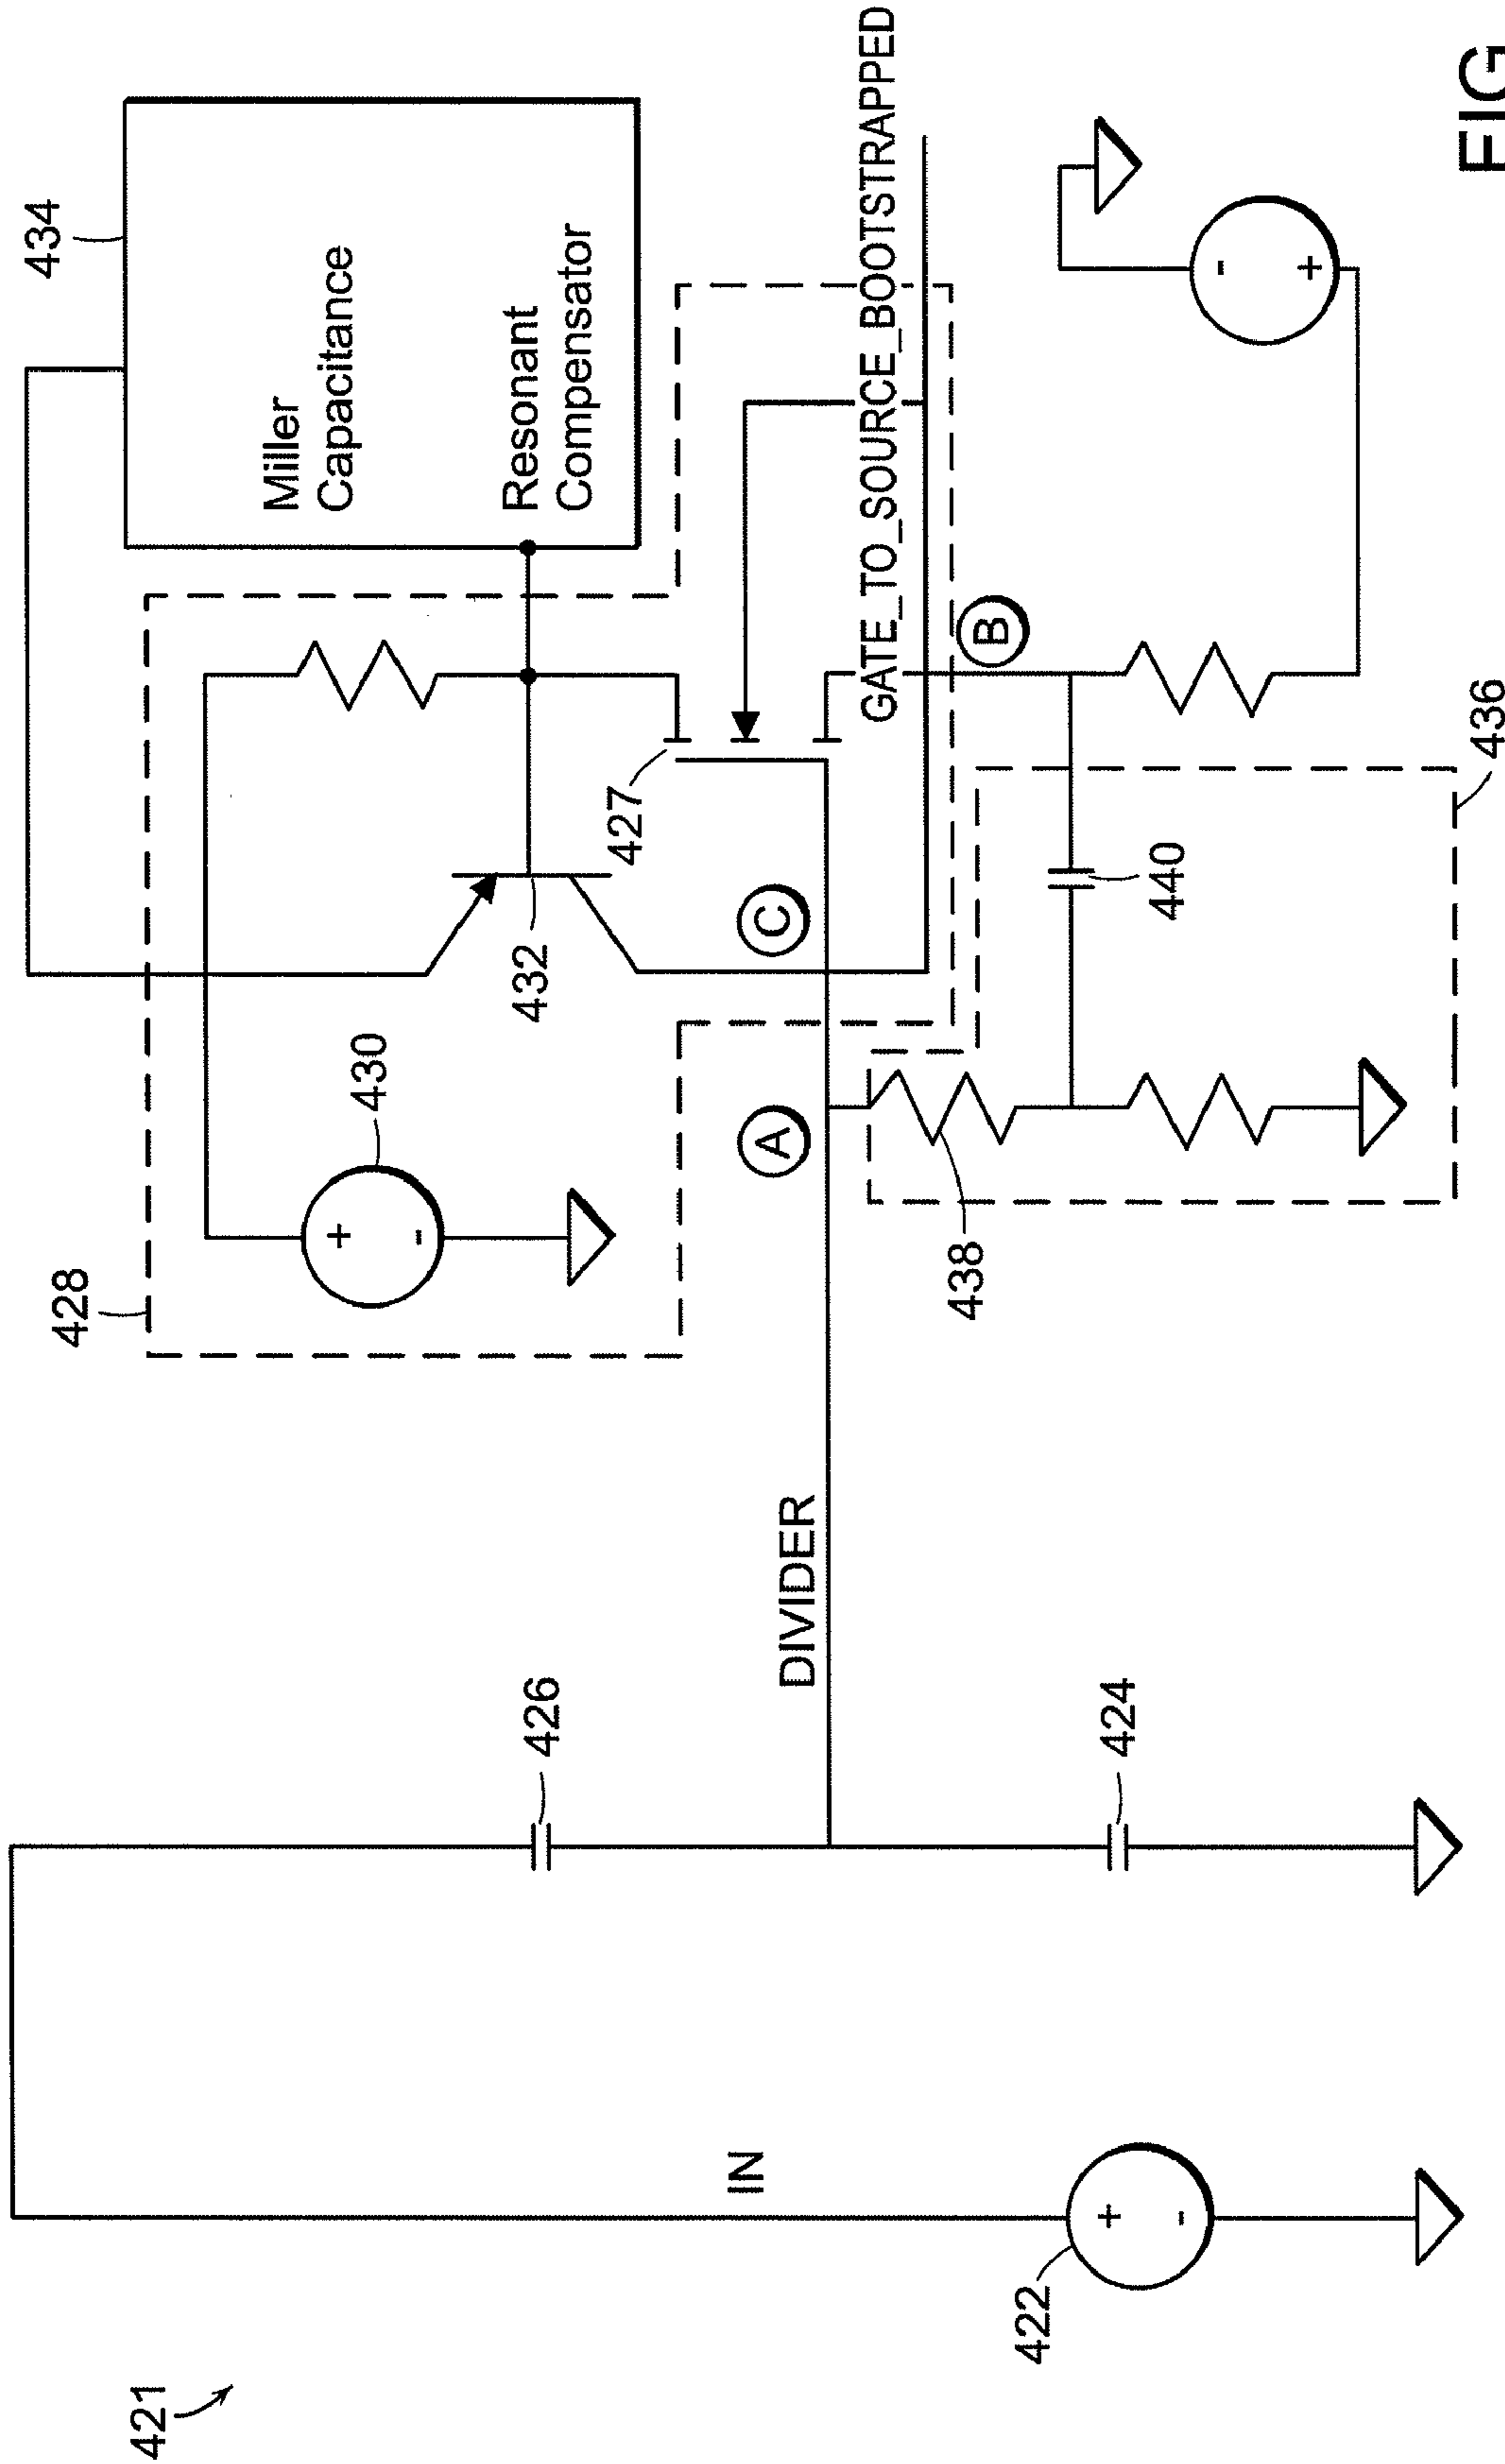 421
422
+
-
IN
426
424
DIVIDER
428
430
+
-
432
427
434
Miller
Capacitance
Resonant
Compensator
A
C
B
GATE_TO_SOURCE_BOOTSTRAPPED
438
440
436
-
+
FIG